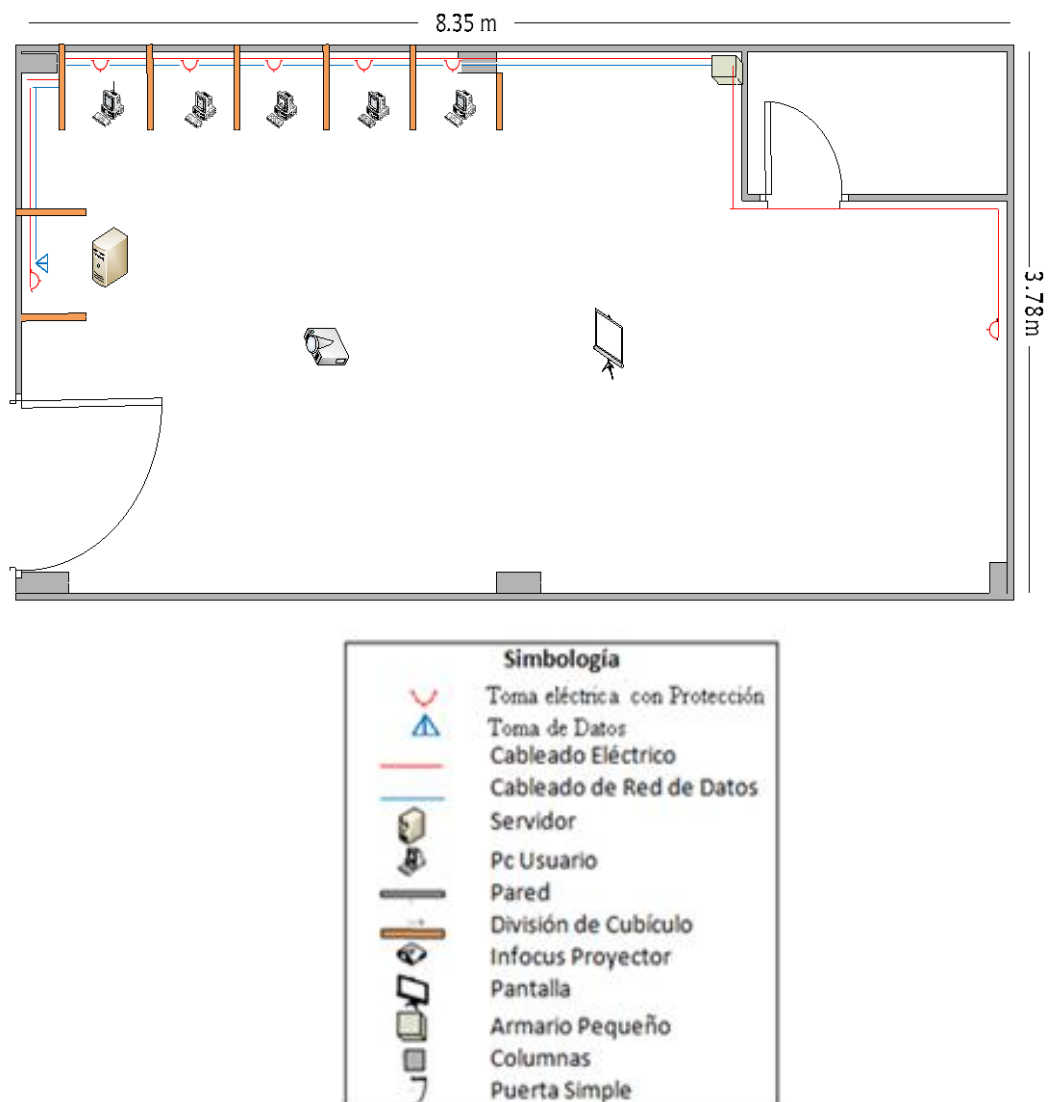 8.35 m
3.78m
Simbología
Toma eléctrica con Protección
Toma de Datos
Cableado Eléctrico
Cableado de Red de Datos
Servidor
Pc Usuario
Pared
División de Cubículo
Infocus Proyector
Pantalla
Armario Pequeño
Columnas
Puerta Simple